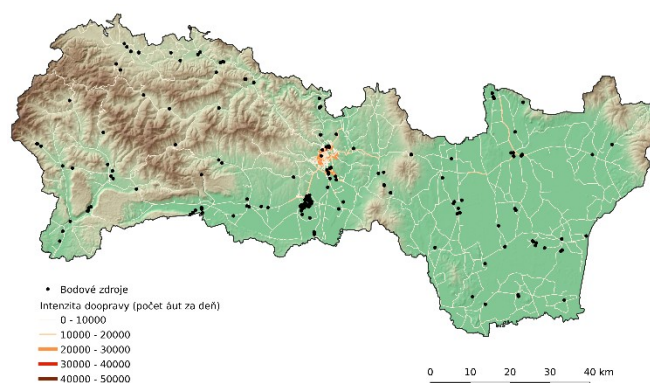 Bodové zdroje
Intenzita doopravy (počet áut za deň)
0 - 10000
10000 - 20000
20000 - 30000
30000 - 40000
40000 - 50000
0 10 20 30 40 km